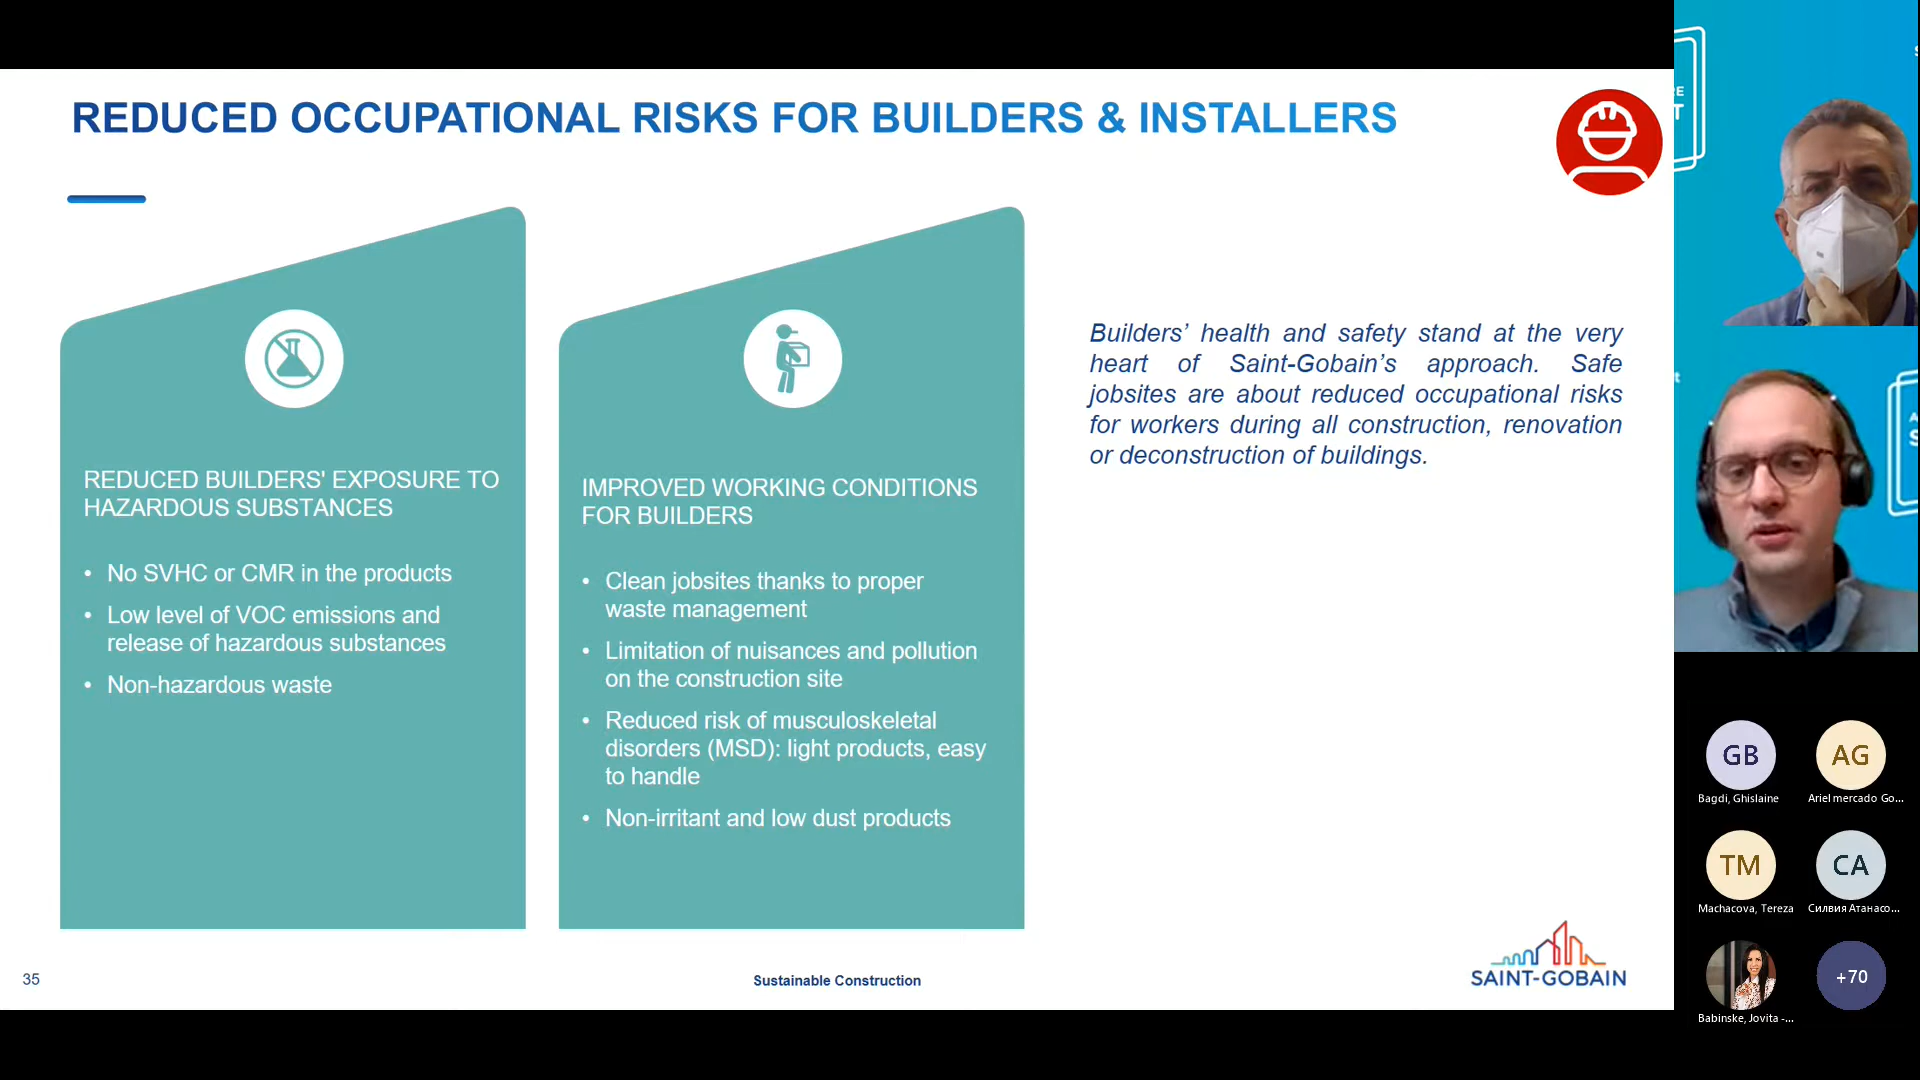 REDUCED OCCUPATIONAL RISKS FOR BUILDERS & INSTALLERS
REDUCED BUILDERS' EXPOSURE TO
HAZARDOUS SUBSTANCES
• No SVHC or CMR in the products
• Low level of VOC emissions and
release of hazardous substances
• Non-hazardous waste
IMPROVED WORKING CONDITIONS
FOR BUILDERS
• Clean jobsites thanks to proper
waste management
• Limitation of nuisances and pollution
on the construction site
• Reduced risk of musculoskeletal
disorders (MSD): light products, easy
to handle
• Non-irritant and low dust products
Builders’ health and safety stand at the very
heart of Saint-Gobain’s approach. Safe
jobsites are about reduced occupational risks
for workers during all construction, renovation
or deconstruction of buildings.
35
Sustainable Construction
SAINT-GOBAIN
GB
Bagdi, Ghislaine
AG
Ariel mercado Go...
TM
Machacova, Tereza
CA
Силвия Атанасо...
Babinske, Jovita -...
+70